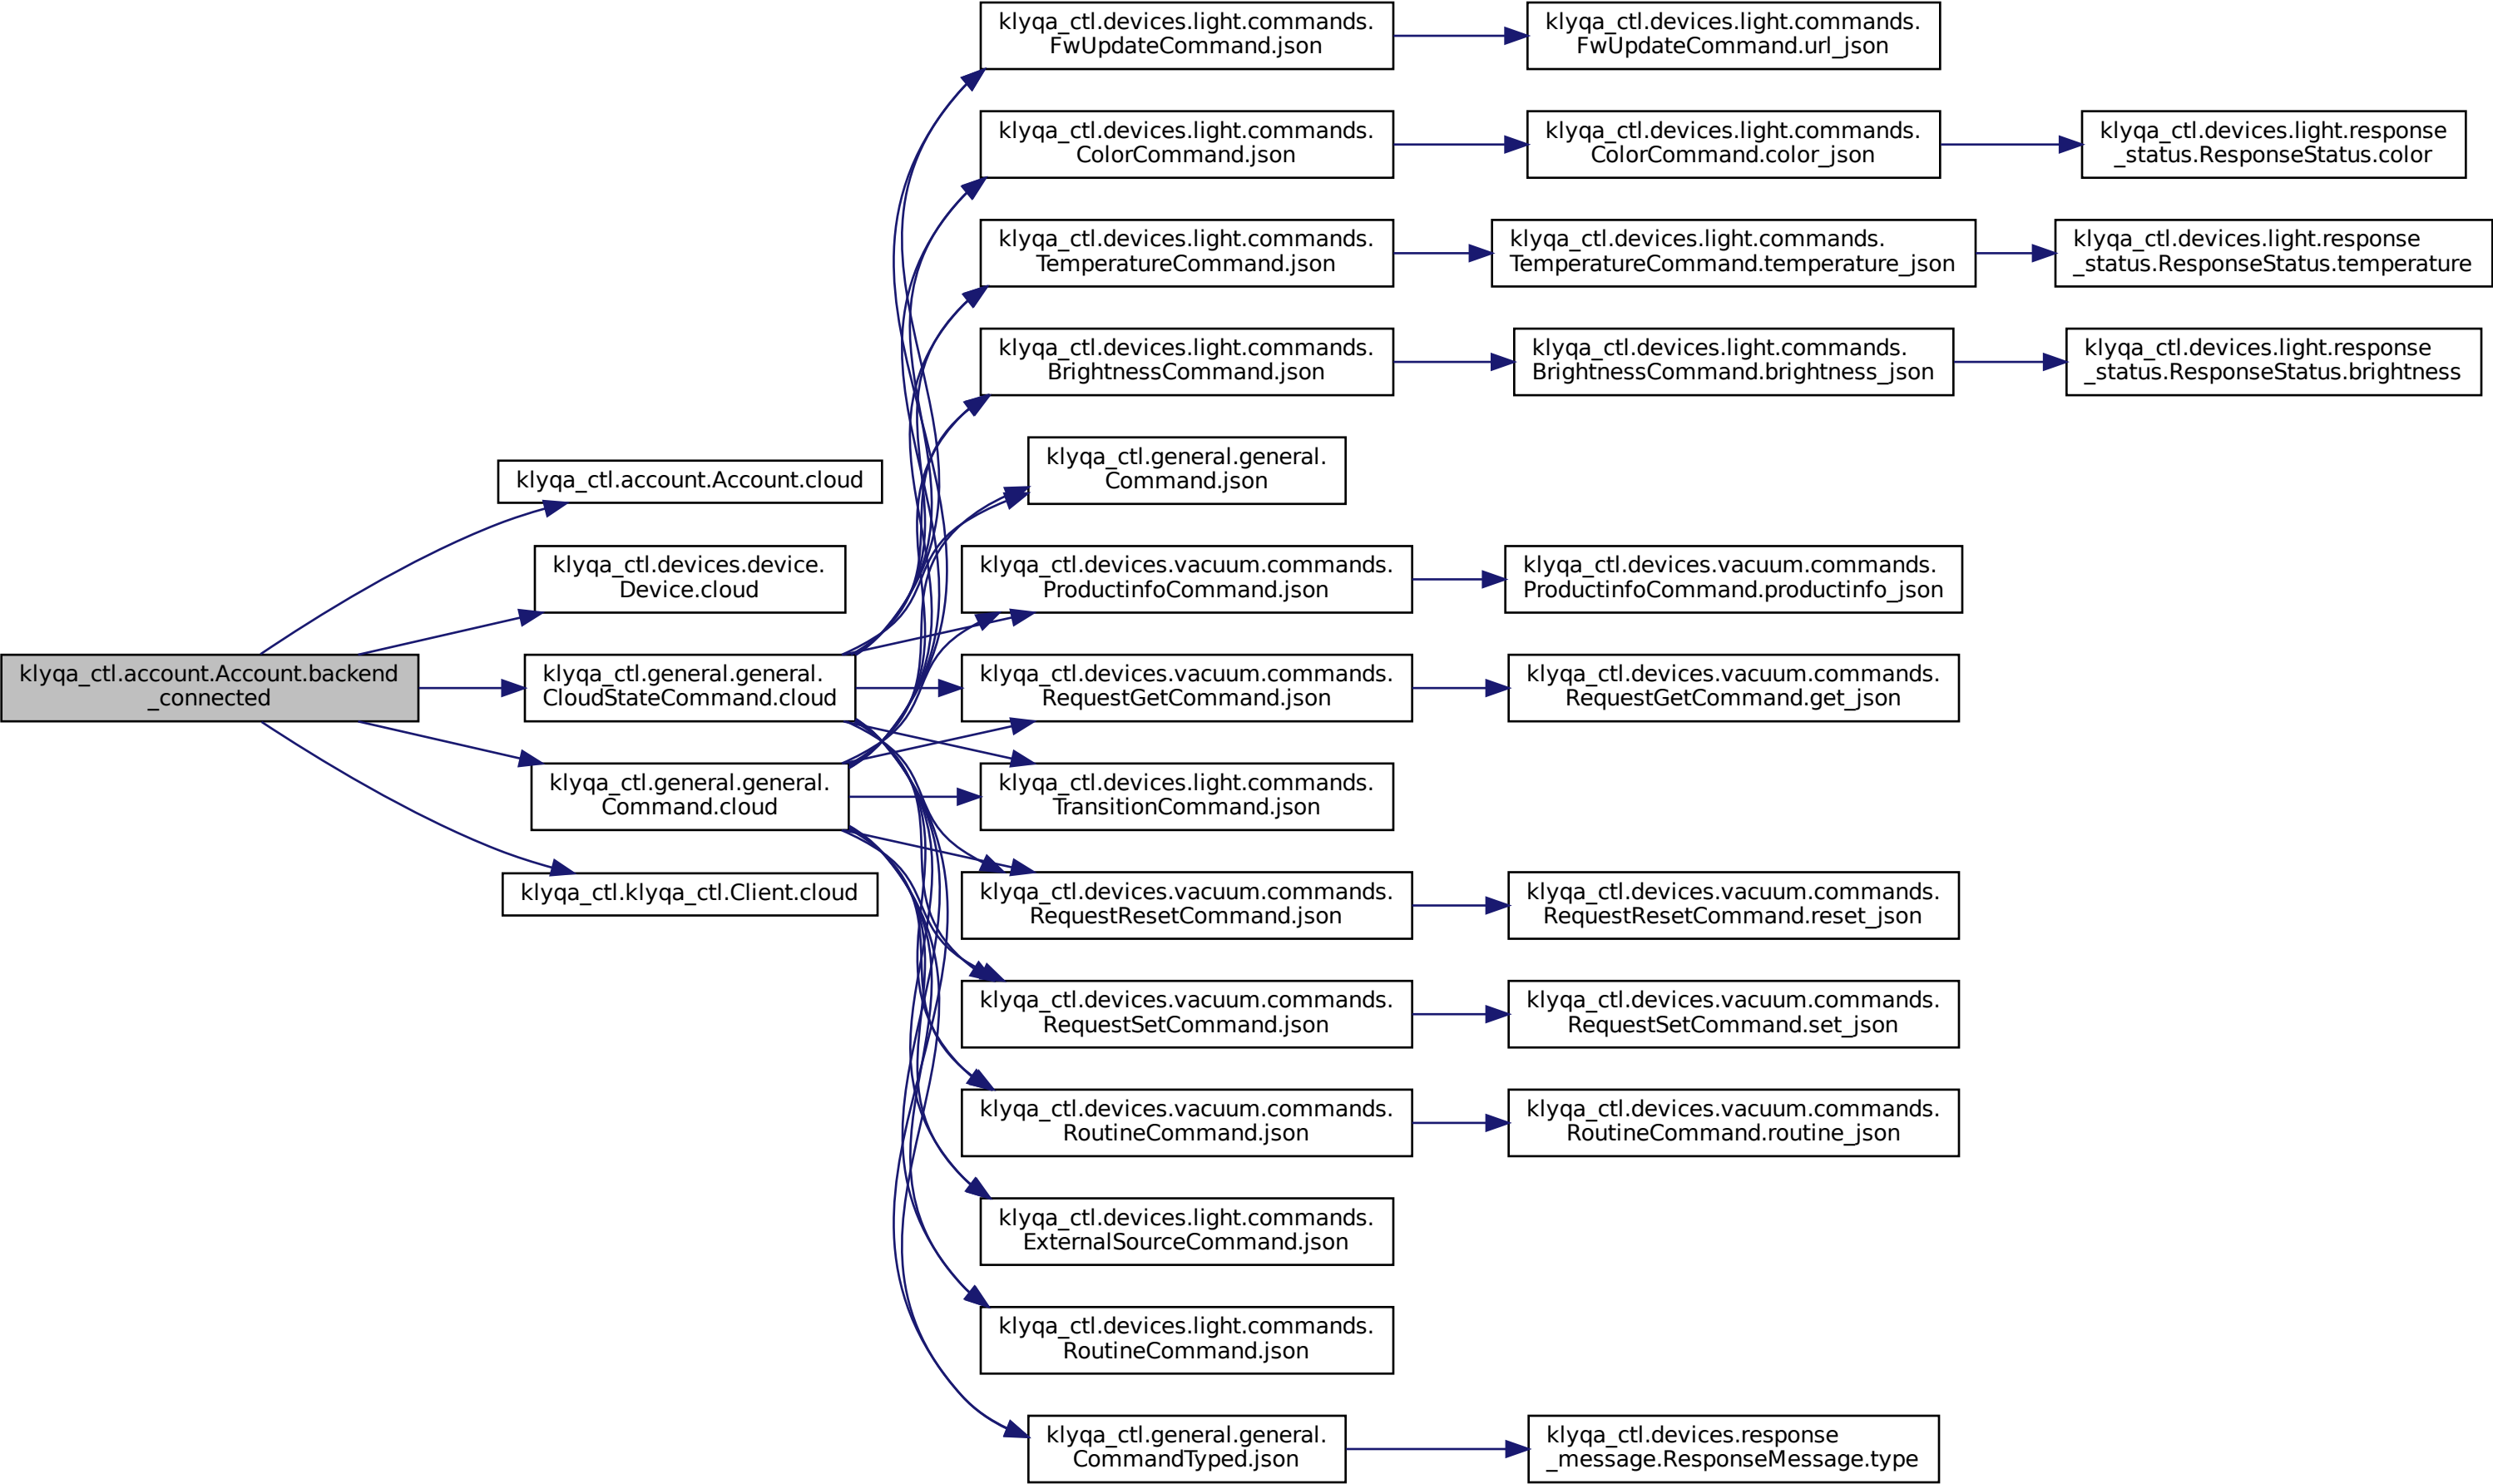 klyqa_ctl.account.Account.backend
_connected
klyqa_ctl.account.Account.cloud
klyqa_ctl.devices.device.
Device.cloud
klyqa_ctl.general.general.
CloudStateCommand.cloud
klyqa_ctl.general.general.
Command.cloud
klyqa_ctl.klyqa_ctl.Client.cloud
klyqa_ctl.devices.light.commands.
FwUpdateCommand.json
klyqa_ctl.devices.light.commands.
FwUpdateCommand.url_json
klyqa_ctl.devices.light.commands.
ColorCommand.json
klyqa_ctl.devices.light.commands.
ColorCommand.color_json
klyqa_ctl.devices.light.response
_status.ResponseStatus.color
klyqa_ctl.devices.light.commands.
TemperatureCommand.json
klyqa_ctl.devices.light.commands.
TemperatureCommand.temperature_json
klyqa_ctl.devices.light.response
_status.ResponseStatus.temperature
klyqa_ctl.devices.light.commands.
BrightnessCommand.json
klyqa_ctl.devices.light.commands.
BrightnessCommand.brightness_json
klyqa_ctl.devices.light.response
_status.ResponseStatus.brightness
klyqa_ctl.general.general.
Command.json
klyqa_ctl.devices.vacuum.commands.
ProductinfoCommand.json
klyqa_ctl.devices.vacuum.commands.
ProductinfoCommand.productinfo_json
klyqa_ctl.devices.vacuum.commands.
RequestGetCommand.json
klyqa_ctl.devices.vacuum.commands.
RequestGetCommand.get_json
klyqa_ctl.devices.light.commands.
TransitionCommand.json
klyqa_ctl.devices.vacuum.commands.
RequestResetCommand.json
klyqa_ctl.devices.vacuum.commands.
RequestResetCommand.reset_json
klyqa_ctl.devices.vacuum.commands.
RequestSetCommand.json
klyqa_ctl.devices.vacuum.commands.
RequestSetCommand.set_json
klyqa_ctl.devices.vacuum.commands.
RoutineCommand.json
klyqa_ctl.devices.vacuum.commands.
RoutineCommand.routine_json
klyqa_ctl.devices.light.commands.
ExternalSourceCommand.json
klyqa_ctl.devices.light.commands.
RoutineCommand.json
klyqa_ctl.general.general.
CommandTyped.json
klyqa_ctl.devices.response
_message.ResponseMessage.type